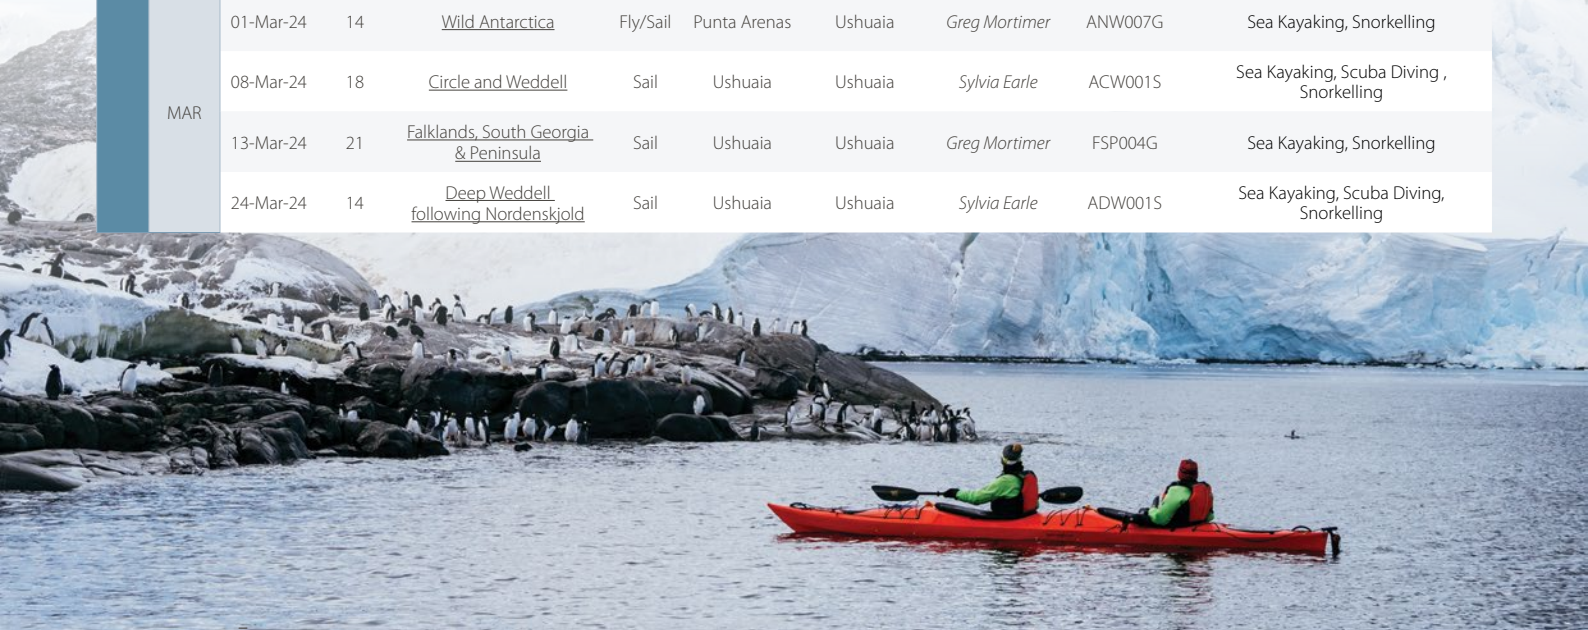 01-Mar-24 14 Wild Antarctica Fly/Sail Punta Arenas Ushuaia Greg Mortimer ANW007G Sea Kayaking, Snorkelling
08-Mar-24 18 Circle and Weddell Sail Ushuaia Ushuaia Sylvia Earle ACW001S Sea Kayaking, Scuba Diving ,
Snorkelling
MAR
13-Mar-24 21 Falklands, South Georgia
& Peninsula Sail Ushuaia Ushuaia Greg Mortimer FSP004G Sea Kayaking, Snorkelling
24-Mar-24 14 Deep Weddell
following Nordenskjold Sail Ushuaia Ushuaia Sylvia Earle ADW001S Sea Kayaking, Scuba Diving,
Snorkelling